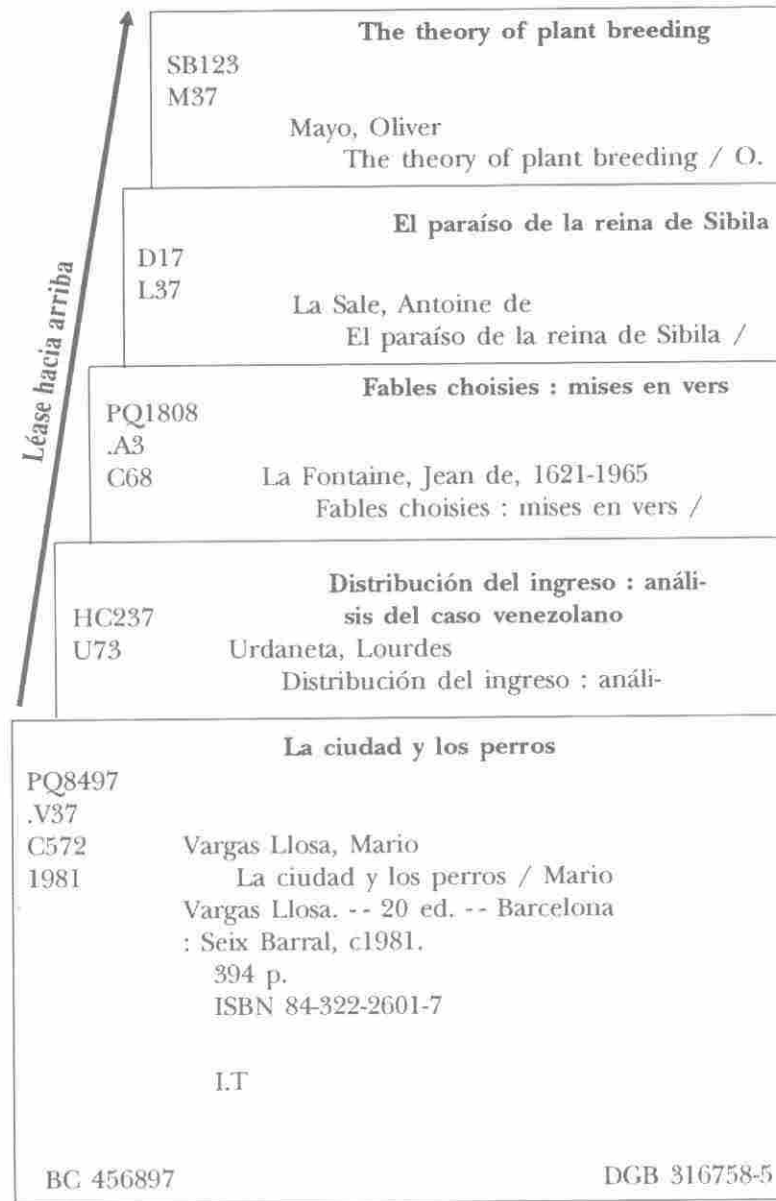 The theory of plant breeding
SB123
M37
Mayo, Oliver
The theory of plant breeding / O.
El paraíso de la reina de Sibila
D17
L37
La Sale, Antoine de
El paraíso de la reina de Sibila /
Fables choisies : mises en vers
PQ1808
.A3
C68 La Fontaine, Jean de, 1621-1965
Fables choisies : mises en vers /
Distribución del ingreso : análi-
HC237 sis del caso venezolano
U73 Urdaneta, Lourdes
Distribución del ingreso : análi-
La ciudad y los perros
PQ8497
.V37
C572 Vargas Llosa, Mario
1981 La ciudad y los perros / Mario
Vargas Llosa. -- 20 ed. -- Barcelona
: Seix Barral, c1981.
394 p.
ISBN 84-322-2601-7
I.T
BC 456897 DGB 316758-5
Léase hacia arriba